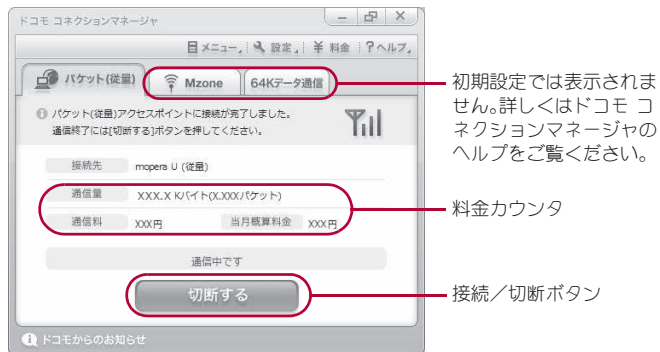 ドコモ コネクションマネージャ
メニュー 設定 ¥ 料金 ?ヘルプ
パケット(従量) Mzone 64Kデータ通信
パケット(従量)アクセスポイントに接続が完了しました。
通信終了には[切断する]ボタンを押してください。
接続先 mopera U (従量)
通信量 XXX.X Kバイト(X,XXXパケット)
通信料 XXX円 当月概算料金 XXX円
通信中です
切断する
ドコモからのお知らせ
初期設定では表示されま
せん。詳しくはドコモ コ
ネクションマネージャの
ヘルプをご覧ください。
料金カウンタ
接続／切断ボタン